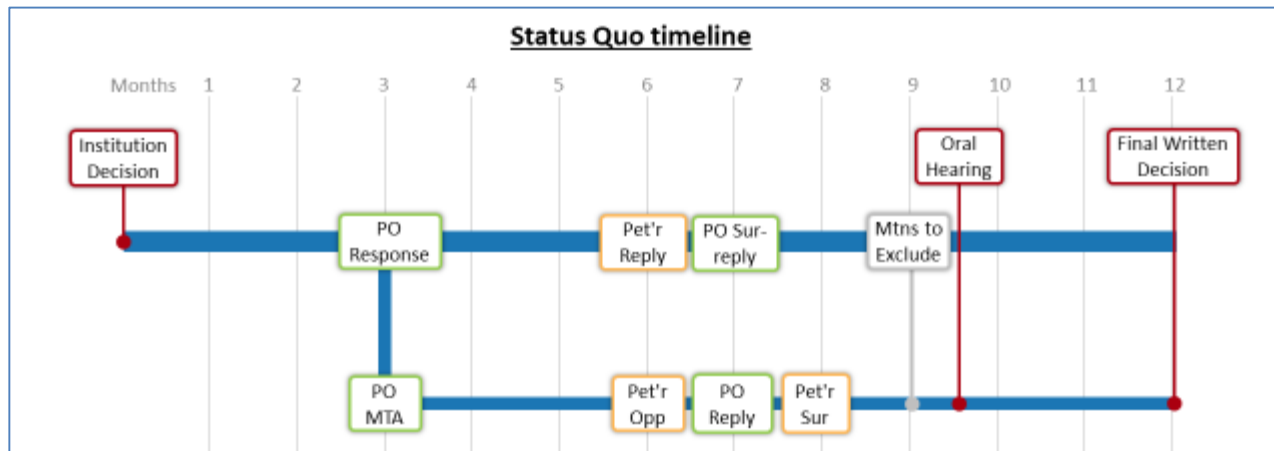 Status Quo timeline
Months 1 2 3 4 5 6 7 8 9 10 11 12
Institution
Decision
Oral
Hearing
Final Written
Decision
PO
Response
Pet'r
Reply
PO Sur-
reply
Mtns to
Exclude
PO
MTA
Pet'r
Opp
PO
Reply
Pet'r
Sur